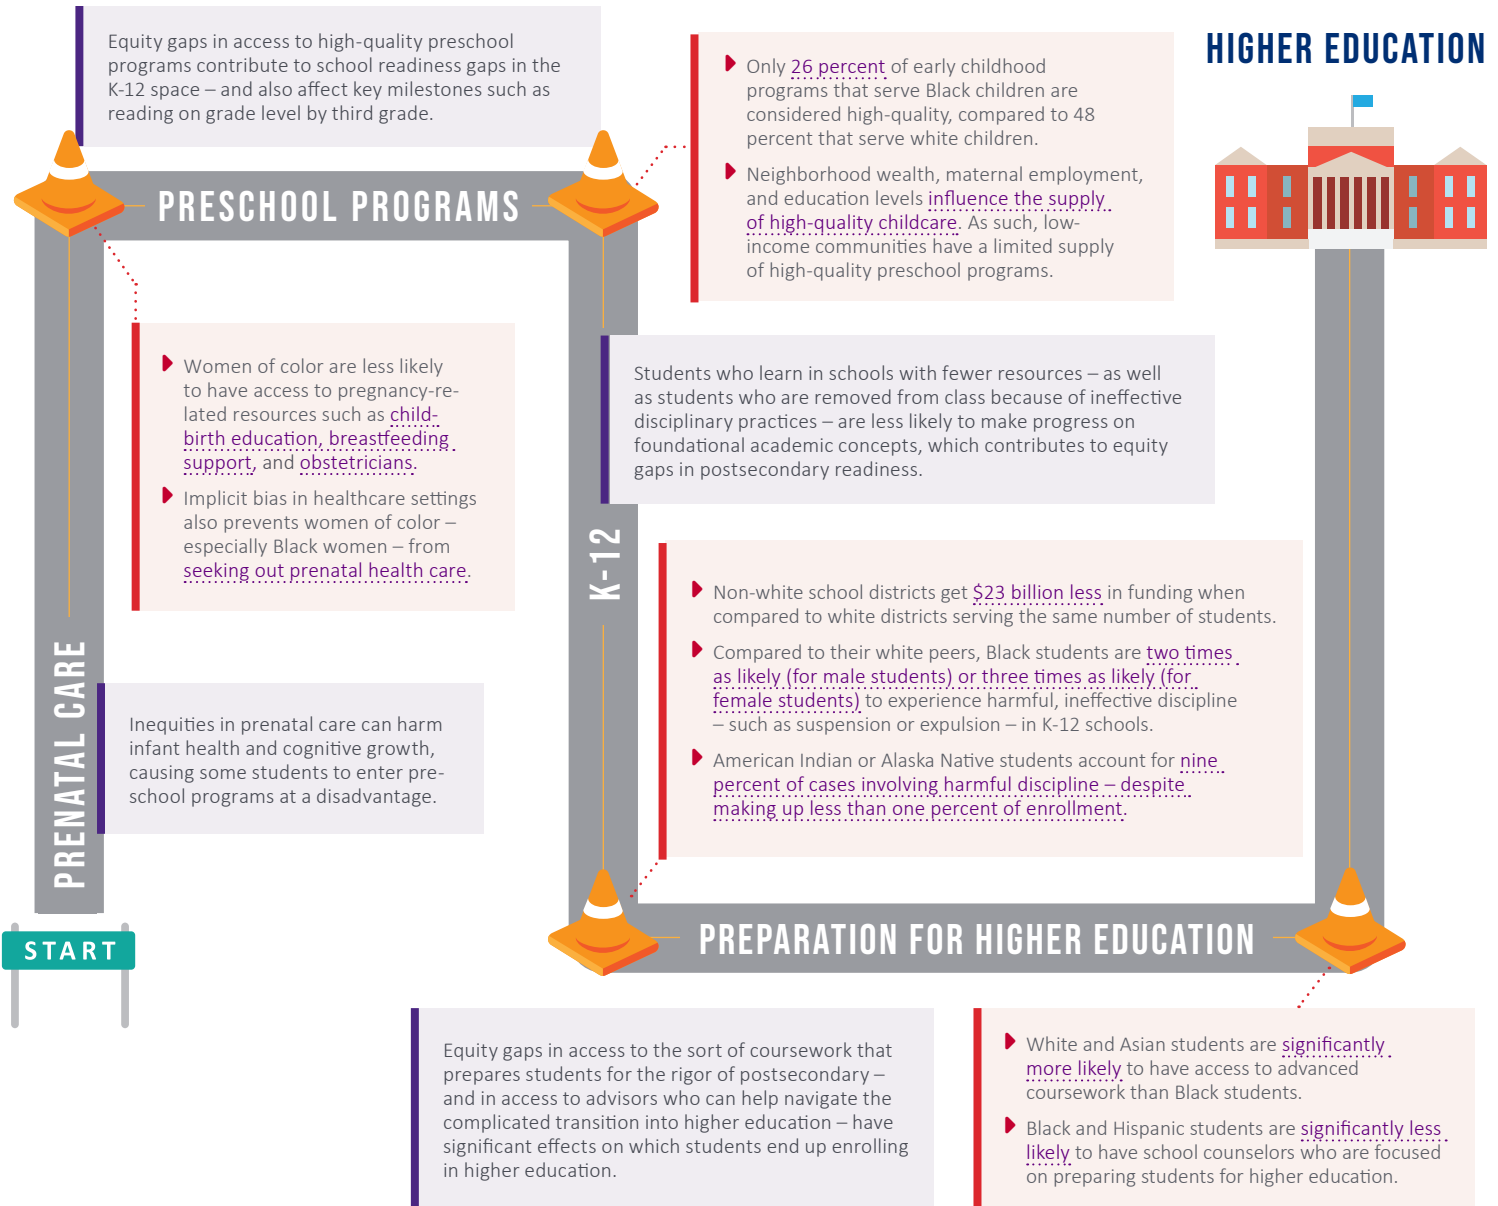 Equity gaps in access to high-quality preschool
programs contribute to school readiness gaps in the
K-12 space – and also affect key milestones such as
reading on grade level by third grade.
Only 26 percent of early childhood
programs that serve Black children are
considered high-quality, compared to 48
percent that serve white children.
Neighborhood wealth, maternal employment,
and education levels influence the supply
of high-quality childcare. As such, low-
income communities have a limited supply
of high-quality preschool programs.
HIGHER EDUCATION
PRESCHOOL PROGRAMS
Women of color are less likely
to have access to pregnancy-re-
lated resources such as child-
birth education, breastfeeding
support, and obstetricians.
Implicit bias in healthcare settings
also prevents women of color –
especially Black women – from
seeking out prenatal health care.
Students who learn in schools with fewer resources – as well
as students who are removed from class because of ineffective
disciplinary practices – are less likely to make progress on
foundational academic concepts, which contributes to equity
gaps in postsecondary readiness.
K-12
Non-white school districts get $23 billion less in funding when
compared to white districts serving the same number of students.
Compared to their white peers, Black students are two times
as likely (for male students) or three times as likely (for
female students) to experience harmful, ineffective discipline
– such as suspension or expulsion – in K-12 schools.
American Indian or Alaska Native students account for nine
percent of cases involving harmful discipline – despite
making up less than one percent of enrollment.
PRENATAL CARE
Inequities in prenatal care can harm
infant health and cognitive growth,
causing some students to enter pre-
school programs at a disadvantage.
START
PREPARATION FOR HIGHER EDUCATION
Equity gaps in access to the sort of coursework that
prepares students for the rigor of postsecondary –
and in access to advisors who can help navigate the
complicated transition into higher education – have
significant effects on which students end up enrolling
in higher education.
White and Asian students are significantly
more likely to have access to advanced
coursework than Black students.
Black and Hispanic students are significantly less
likely to have school counselors who are focused
on preparing students for higher education.